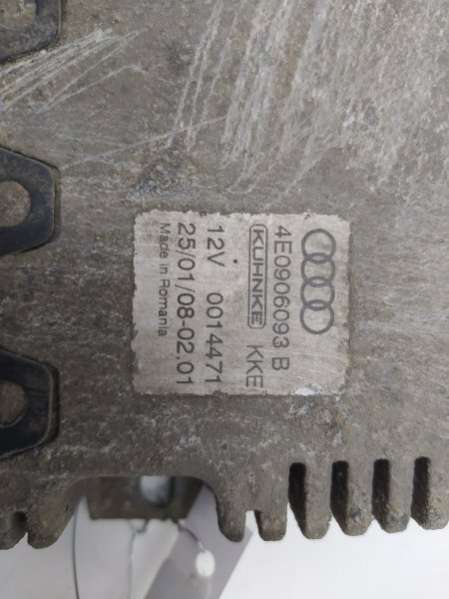 4E0906093 B
KUHNKE KKE
12V 0014471
25/01/08-02.01
Made in Romania